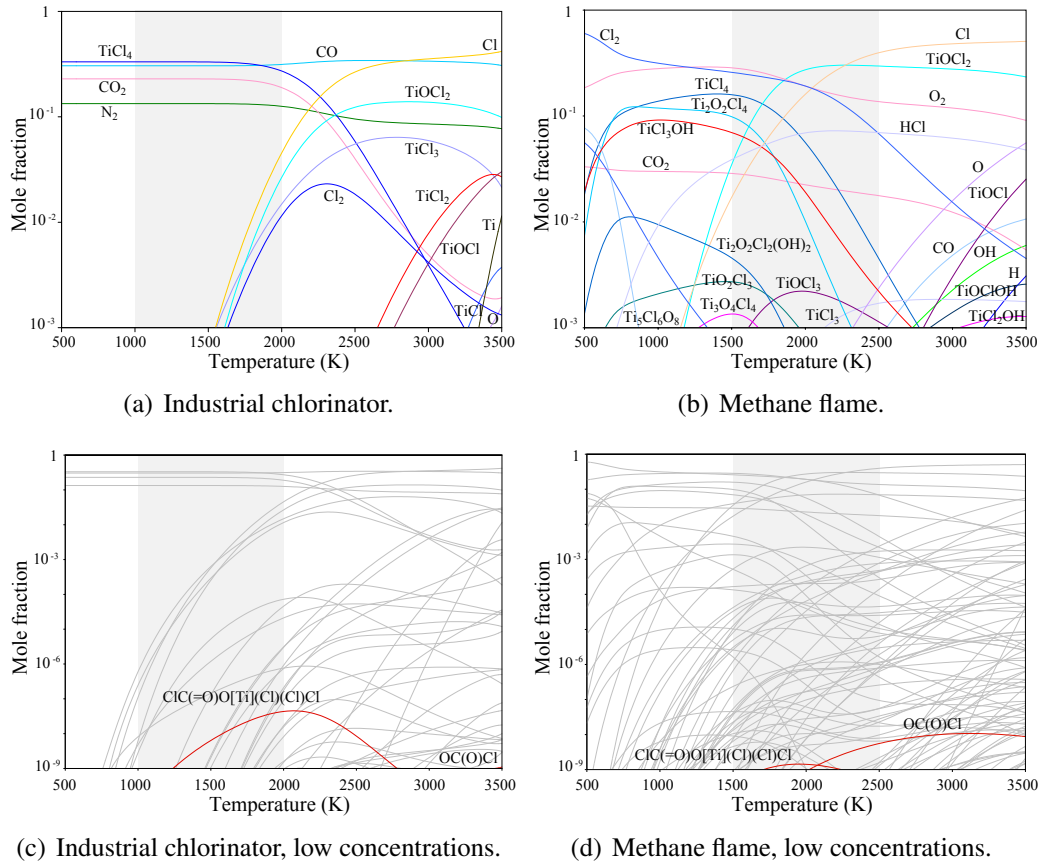 1
10^-1
10^-2
10^-3
Mole fraction
TiCl4
CO
Cl
CO2
N2
TiOCl2
TiCl3
Cl2
TiCl2
TiOCl
Ti
TiCl
O
500 1000 1500 2000 2500 3000 3500
Temperature (K)
(a) Industrial chlorinator.
1
10^-1
10^-2
10^-3
Mole fraction
Cl2
Cl
TiOCl2
TiCl4
Ti2O2Cl4
O2
TiCl3OH
HCl
CO2
O
TiOCl
Ti2O2Cl2(OH)2
CO
OH
TiO2Cl3
TiOCl3
H
TiOClOH
Ti5Cl6O8
Ti3O4Cl4
TiCl3
TiCl2OH
500 1000 1500 2000 2500 3000 3500
Temperature (K)
(b) Methane flame.
1
10^-3
10^-6
10^-9
Mole fraction
ClC(=O)O[Ti](Cl)(Cl)Cl
OC(O)Cl
500 1000 1500 2000 2500 3000 3500
Temperature (K)
(c) Industrial chlorinator, low concentrations.
1
10^-3
10^-6
10^-9
Mole fraction
OC(O)Cl
ClC(=O)O[Ti](Cl)(Cl)Cl
500 1000 1500 2000 2500 3000 3500
Temperature (K)
(d) Methane flame, low concentrations.